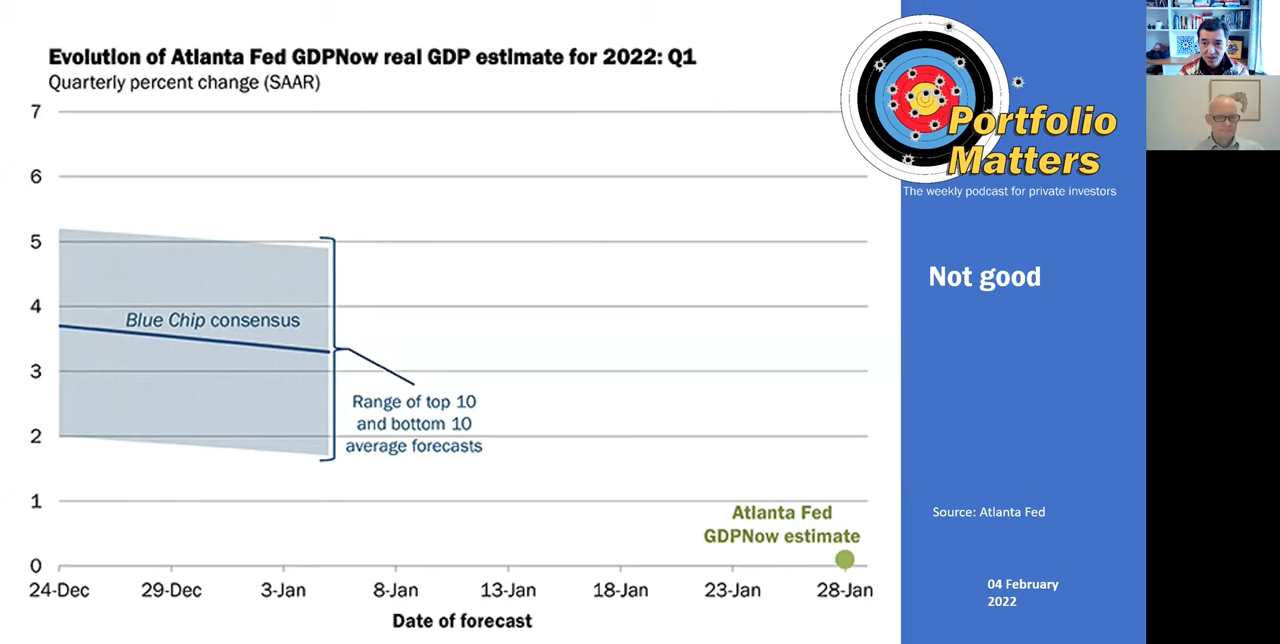 Evolution of Atlanta Fed GDPNow real GDP estimate for 2022: Q1
Quarterly percent change (SAAR)
7
6
5
4
3
2
1
0
Blue Chip consensus
Range of top 10
and bottom 10
average forecasts
Atlanta Fed
GDPNow estimate
24-Dec
29-Dec
3-Jan
8-Jan
13-Jan
18-Jan
23-Jan
28-Jan
Date of forecast
Portfolio
Matters
The weekly podcast for private investors
Not good
Source: Atlanta Fed
04 February
2022